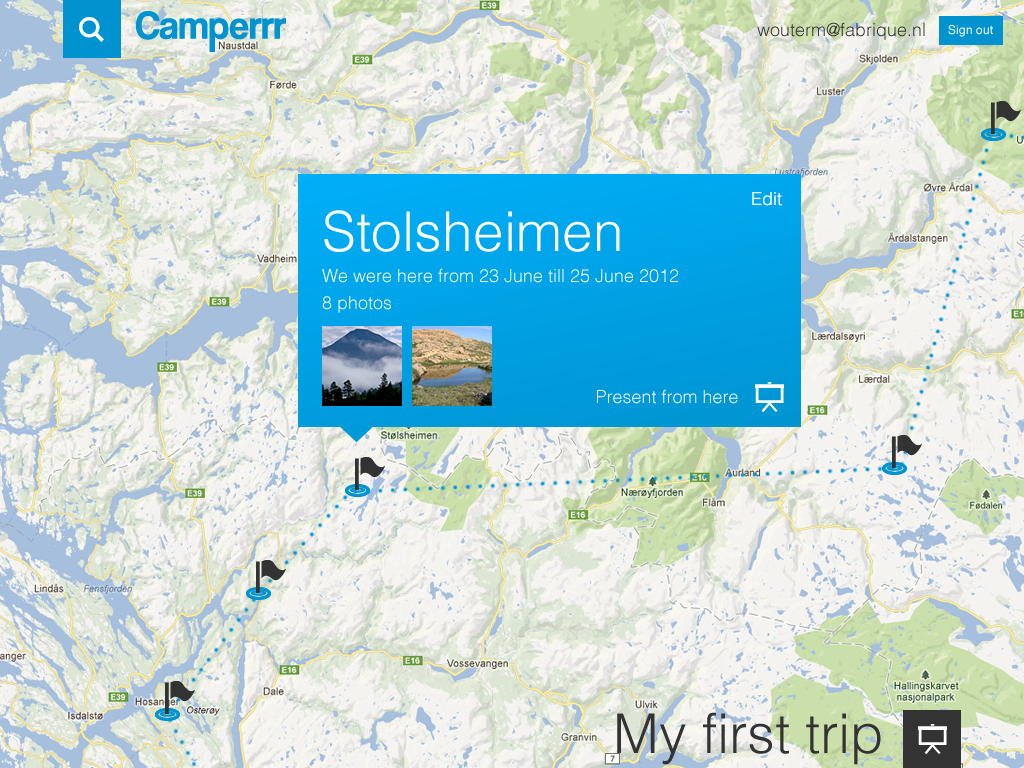 E39
Camperrr
wouterm@fabrique.nl
Sign out
Naustdal
E39
Skjolden
Førde
Luster
Lustrafjorden
Øvre Årdal
Edit
Stolsheimen
Årdalstangen
Vadheim
We were here from 23 June till 25 June 2012
8 photos
E39
Lærdalsøyri
E39
Lærdal
Present from here
E16
Stølsheimen
Aurland
Nærøyfjorden
E39
Flåm
Fødalen
E16
Lindås
Fensfjorden
E16
Vossevangen
E16
Dale
Hallingskarvet
nasjonalpark
E39
Osterøy
Isdalstø
Ulvik
My first trip
Granvin
7